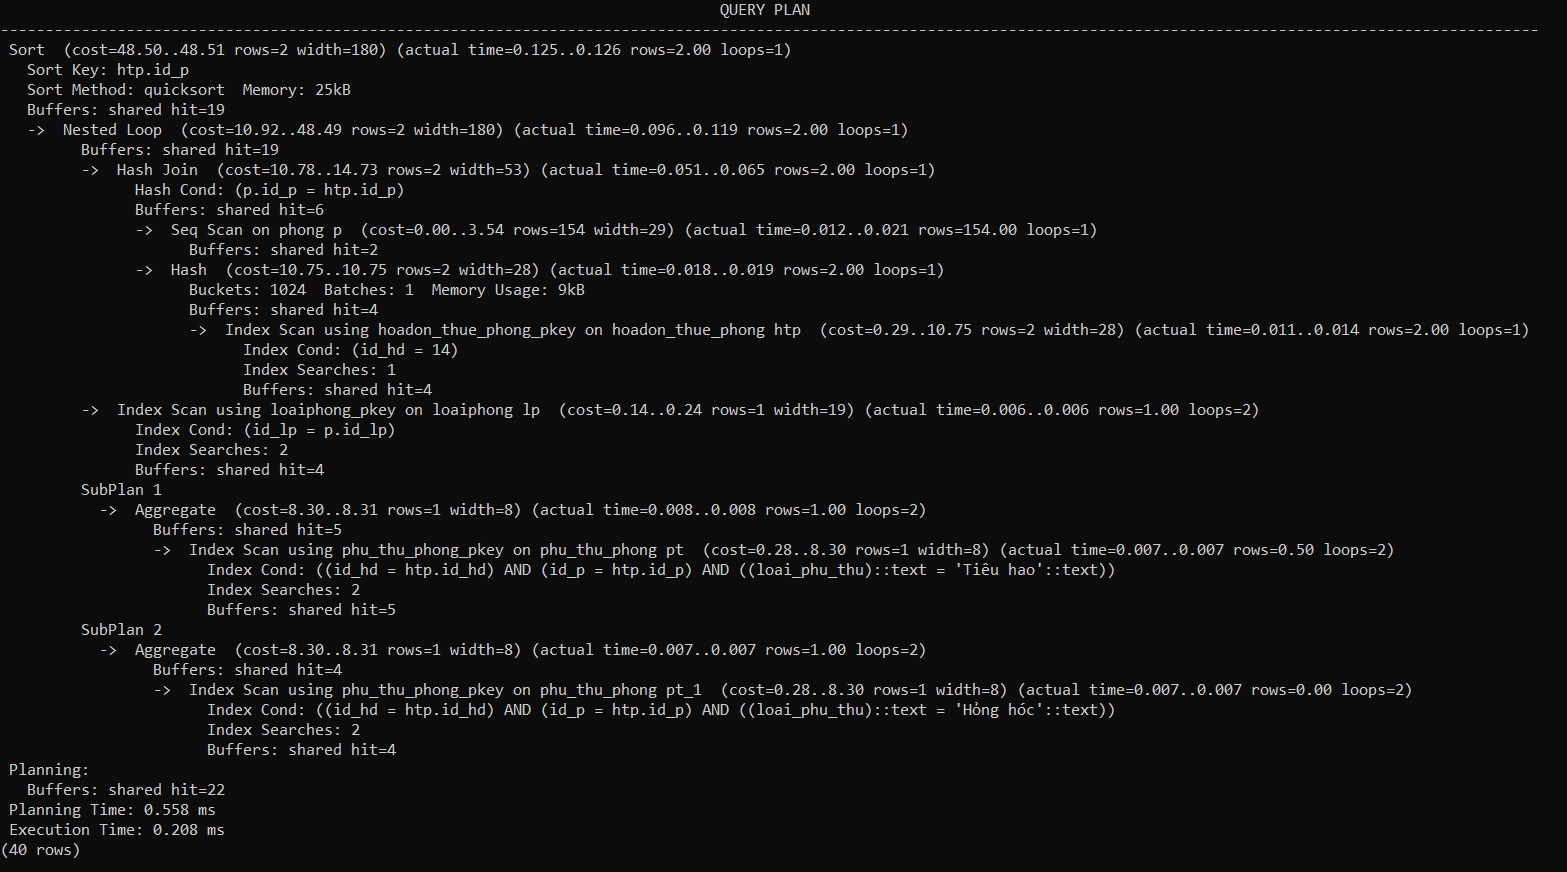 QUERY PLAN
--------------------------------------------------------------------------------------------------------------------------------------------------------------------------
Sort  (cost=48.50..48.51 rows=2 width=180) (actual time=0.125..0.126 rows=2.00 loops=1)
  Sort Key: htp.id_p
  Sort Method: quicksort  Memory: 25kB
  Buffers: shared hit=19
  ->  Nested Loop  (cost=10.92..48.49 rows=2 width=180) (actual time=0.096..0.119 rows=2.00 loops=1)
        Buffers: shared hit=19
        ->  Hash Join  (cost=10.78..14.73 rows=2 width=53) (actual time=0.051..0.065 rows=2.00 loops=1)
              Hash Cond: (p.id_p = htp.id_p)
              Buffers: shared hit=6
              ->  Seq Scan on phong p  (cost=0.00..3.54 rows=154 width=29) (actual time=0.012..0.021 rows=154.00 loops=1)
                    Buffers: shared hit=2
              ->  Hash  (cost=10.75..10.75 rows=2 width=28) (actual time=0.018..0.019 rows=2.00 loops=1)
                    Buckets: 1024  Batches: 1  Memory Usage: 9kB
                    Buffers: shared hit=4
                    ->  Index Scan using hoadon_thue_phong_pkey on hoadon_thue_phong htp  (cost=0.29..10.75 rows=2 width=28) (actual time=0.011..0.014 rows=2.00 loops=1)
                          Index Cond: (id_hd = 14)
                          Index Searches: 1
                          Buffers: shared hit=4
        ->  Index Scan using loaiphong_pkey on loaiphong lp  (cost=0.14..0.24 rows=1 width=19) (actual time=0.006..0.006 rows=1.00 loops=2)
              Index Cond: (id_lp = p.id_lp)
              Index Searches: 2
              Buffers: shared hit=4
        SubPlan 1
          ->  Aggregate  (cost=8.30..8.31 rows=1 width=8) (actual time=0.008..0.008 rows=1.00 loops=2)
                Buffers: shared hit=5
                ->  Index Scan using phu_thu_phong_pkey on phu_thu_phong pt  (cost=0.28..8.30 rows=1 width=8) (actual time=0.007..0.007 rows=0.50 loops=2)
                      Index Cond: ((id_hd = htp.id_hd) AND (id_p = htp.id_p) AND ((loai_phu_thu)::text = 'Tiêu hao'::text))
                      Index Searches: 2
                      Buffers: shared hit=5
        SubPlan 2
          ->  Aggregate  (cost=8.30..8.31 rows=1 width=8) (actual time=0.007..0.007 rows=1.00 loops=2)
                Buffers: shared hit=4
                ->  Index Scan using phu_thu_phong_pkey on phu_thu_phong pt_1  (cost=0.28..8.30 rows=1 width=8) (actual time=0.007..0.007 rows=0.00 loops=2)
                      Index Cond: ((id_hd = htp.id_hd) AND (id_p = htp.id_p) AND ((loai_phu_thu)::text = 'Hỏng hóc'::text))
                      Index Searches: 2
                      Buffers: shared hit=4
Planning:
  Buffers: shared hit=22
Planning Time: 0.558 ms
Execution Time: 0.208 ms
(40 rows)